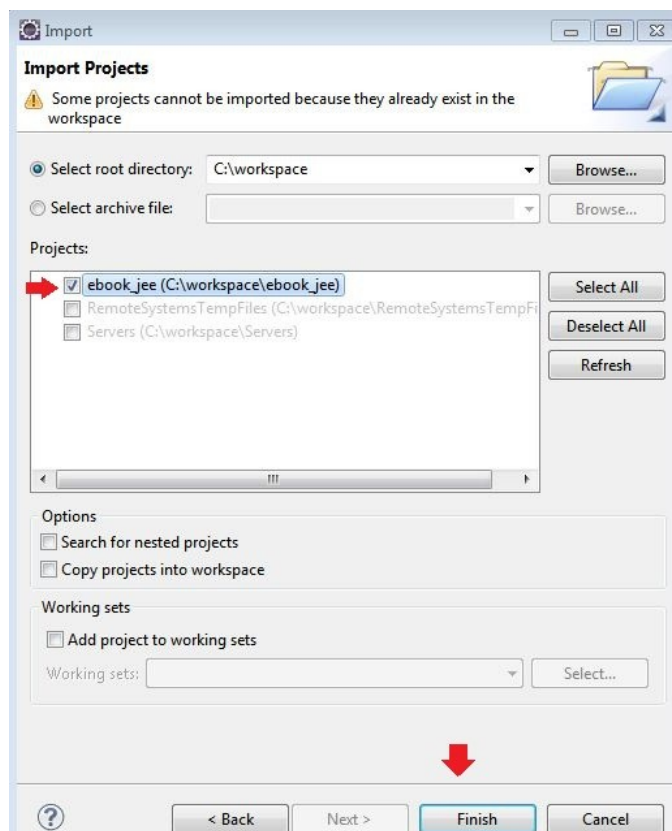 Import
Import Projects
Some projects cannot be imported because they already exist in the
workspace
Select root directory: C:\workspace Browse...
Select archive file: Browse...
Projects:
ebook_jee (C:\workspace\ebook_jee) Select All
RemoteSystemsTempFiles (C:\workspace\RemoteSystemsTempFi
Servers (C:\workspace\Servers) Deselect All
Refresh
Options
Search for nested projects
Copy projects into workspace
Working sets
Add project to working sets
Working sets: Select...
? < Back Next > Finish Cancel